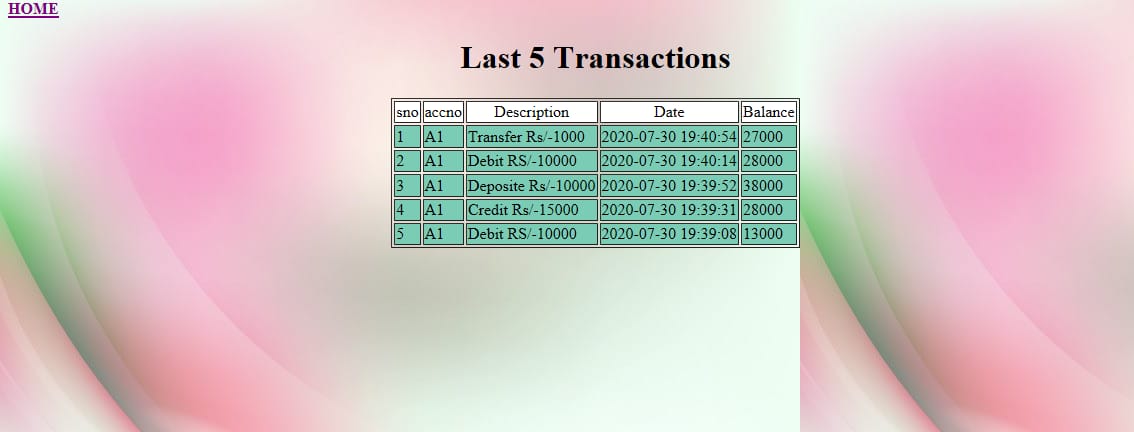 HOME
Last 5 Transactions
sno accno Description Date Balance
1 A1 Transfer Rs/-1000 2020-07-30 19:40:54 27000
2 A1 Debit RS/-10000 2020-07-30 19:40:14 28000
3 A1 Deposite Rs/-10000 2020-07-30 19:39:52 38000
4 A1 Credit Rs/-15000 2020-07-30 19:39:31 28000
5 A1 Debit RS/-10000 2020-07-30 19:39:08 13000